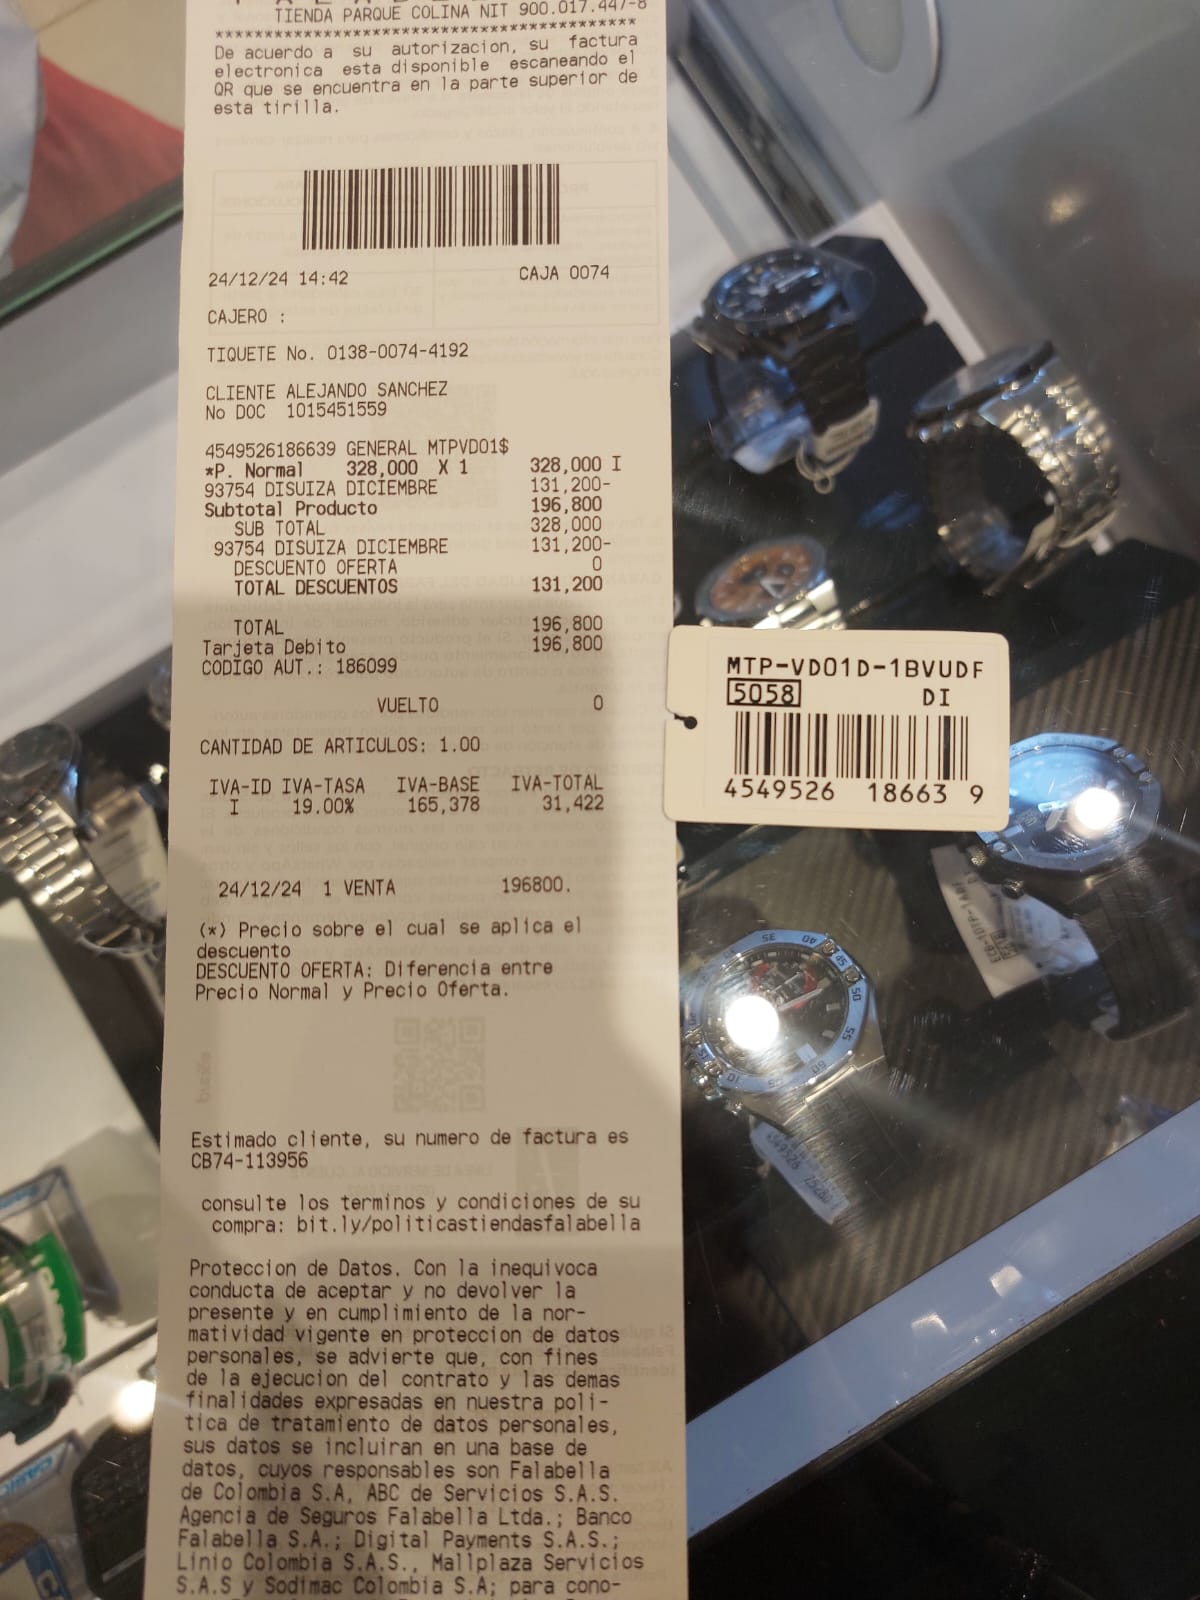 TIENDA PARQUE COLINA NIT 900.017.447-8
****************************************
De acuerdo a su autorizacion, su factura
electronica esta disponible escaneando el
QR que se encuentra en la parte superior de
esta tirilla.
24/12/24 14:42 CAJA 0074
CAJERO :
TIQUETE No. 0138-0074-4192
CLIENTE ALEJANDO SANCHEZ
No DOC 1015451559
4549526186639 GENERAL MTPVD01$
*P. Normal 328,000 X 1 328,000 I
93754 DISUIZA DICIEMBRE 131,200-
Subtotal Producto 196,800
SUB TOTAL 328,000
93754 DISUIZA DICIEMBRE 131,200-
DESCUENTO OFERTA 0
TOTAL DESCUENTOS 131,200
TOTAL 196,800
Tarjeta Debito 196,800
CODIGO AUT.: 186099
VUELTO 0
CANTIDAD DE ARTICULOS: 1.00
IVA-ID IVA-TASA IVA-BASE IVA-TOTAL
I 19.00% 165,378 31,422
24/12/24 1 VENTA 196800.
(*) Precio sobre el cual se aplica el
descuento
DESCUENTO OFERTA: Diferencia entre
Precio Normal y Precio Oferta.
Estimado cliente, su numero de factura es
CB74-113956
consulte los terminos y condiciones de su
compra: bit.ly/politicastiendasfalabella
Proteccion de Datos. Con la inequivoca
conducta de aceptar y no devolver la
presente y en cumplimiento de la nor-
matividad vigente en proteccion de datos
personales, se advierte que, con fines
de la ejecucion del contrato y las demas
finalidades expresadas en nuestra poli-
tica de tratamiento de datos personales,
sus datos se incluiran en una base de
datos, cuyos responsables son Falabella
de Colombia S.A, ABC de Servicios S.A.S.
Agencia de Seguros Falabella Ltda.; Banco
Falabella S.A.; Digital Payments S.A.S.;
Linio Colombia S.A.S., Mallplaza Servicios
S.A.S y Sodimac Colombia S.A; para cono-
MTP-VD01D-1BVUDF
5058 DI
4549526 18663 9
35 40 45 50 55 60